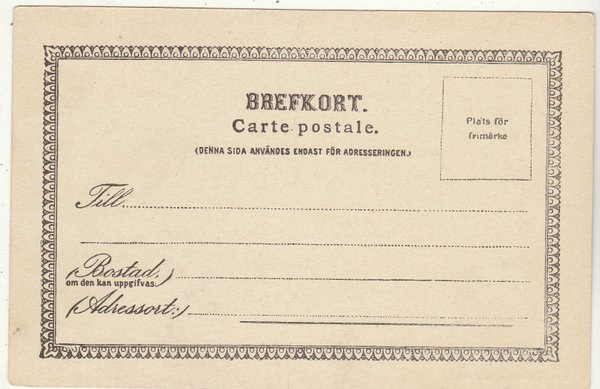 BREFKORT.
Carte postale.
(DENNA SIDA ANVÄNDES ENDAST FÖR ADRESSERINGEN.)
Plats för
frimärke
Till
(Bostad.)
om den kan uppgifvas.
(Adressort:)